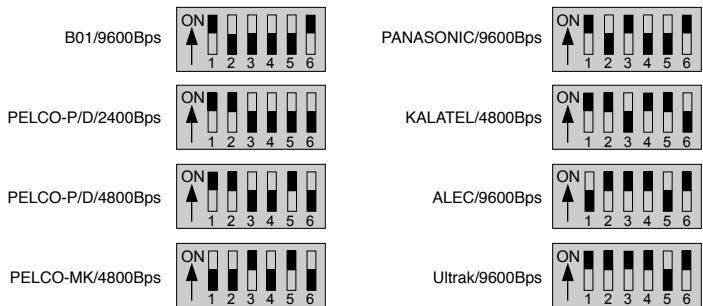 B01/9600Bps
ON
1 2 3 4 5 6
PANASONIC/9600Bps
ON
1 2 3 4 5 6
PELCO-P/D/2400Bps
ON
1 2 3 4 5 6
KALATEL/4800Bps
ON
1 2 3 4 5 6
PELCO-P/D/4800Bps
ON
1 2 3 4 5 6
ALEC/9600Bps
ON
1 2 3 4 5 6
PELCO-MK/4800Bps
ON
1 2 3 4 5 6
Ultrak/9600Bps
ON
1 2 3 4 5 6